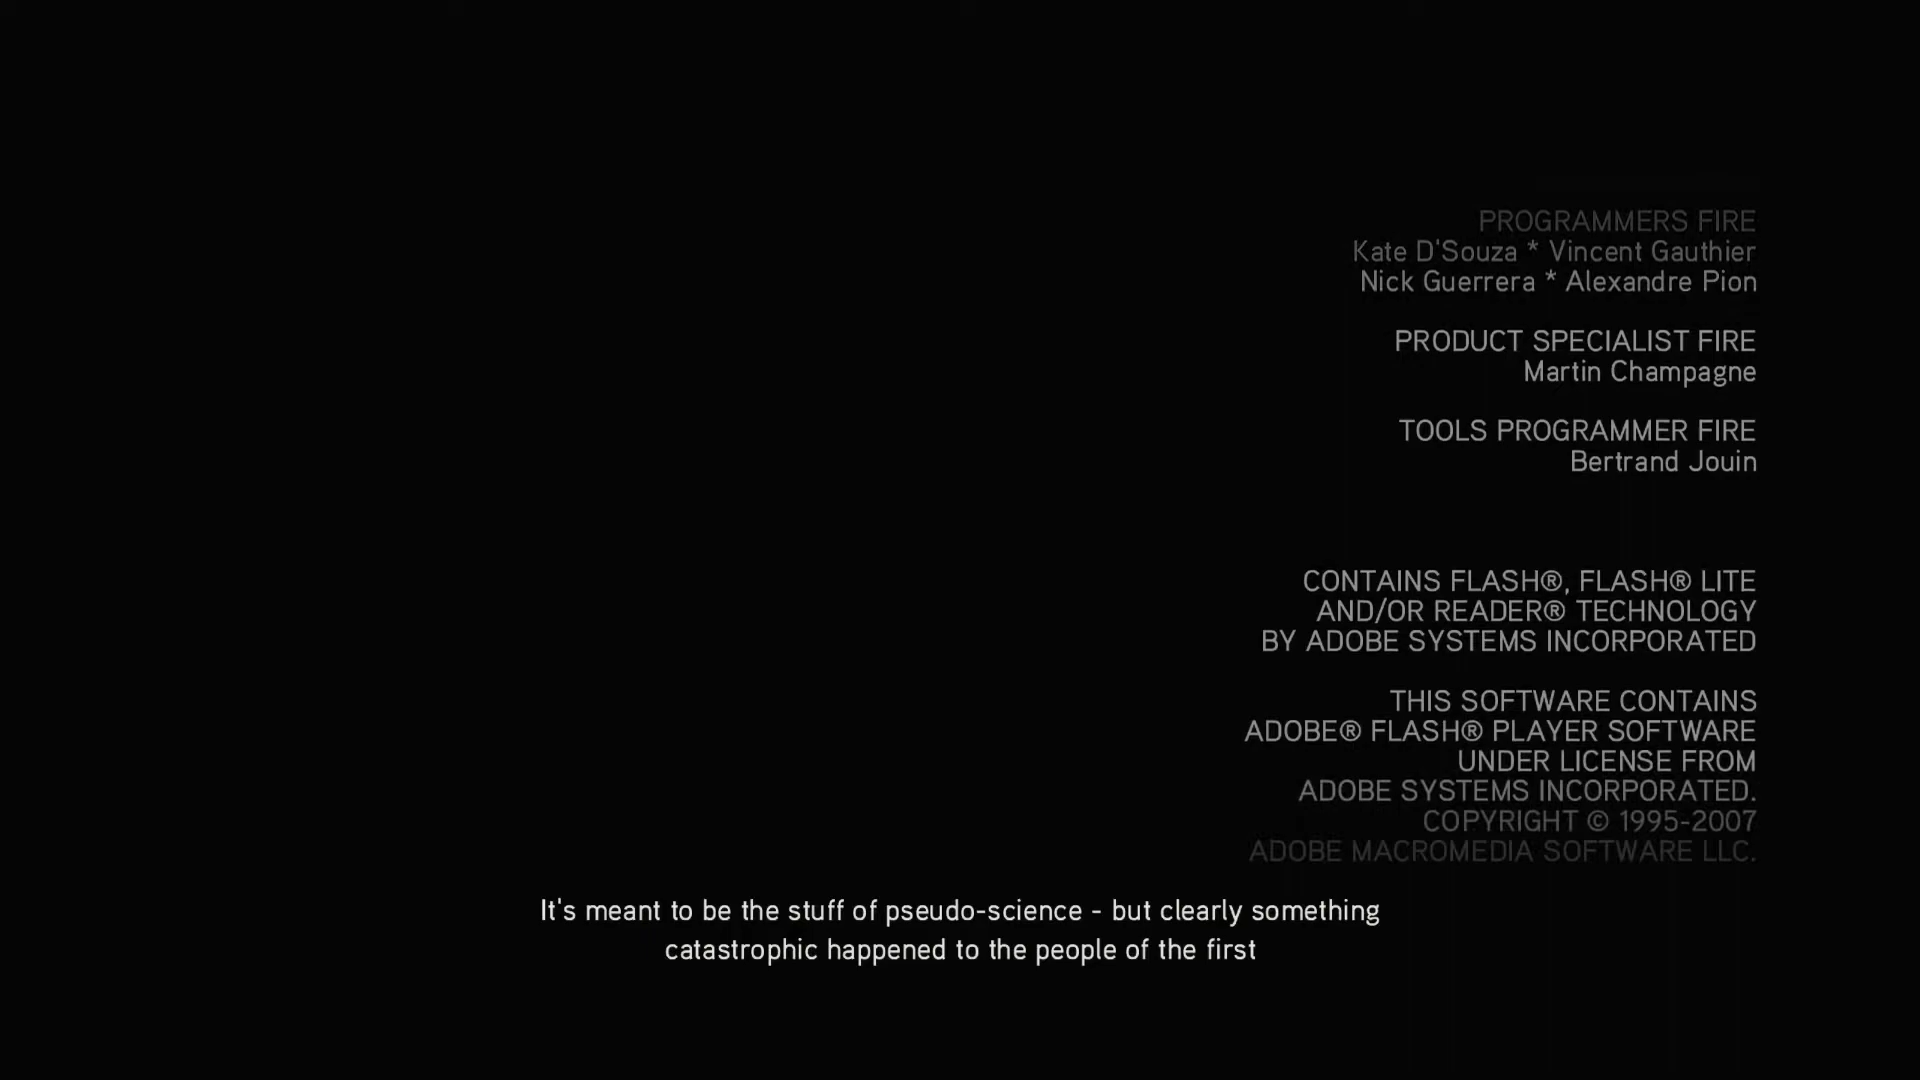 PROGRAMMERS FIRE
Kate D'Souza * Vincent Gauthier
Nick Guerrera * Alexandre Pion
PRODUCT SPECIALIST FIRE
Martin Champagne
TOOLS PROGRAMMER FIRE
Bertrand Jouin
CONTAINS FLASH®, FLASH® LITE
AND/OR READER® TECHNOLOGY
BY ADOBE SYSTEMS INCORPORATED
THIS SOFTWARE CONTAINS
ADOBE® FLASH® PLAYER SOFTWARE
UNDER LICENSE FROM
ADOBE SYSTEMS INCORPORATED.
COPYRIGHT © 1995-2007
ADOBE MACROMEDIA SOFTWARE LLC.
It's meant to be the stuff of pseudo-science - but clearly something
catastrophic happened to the people of the first